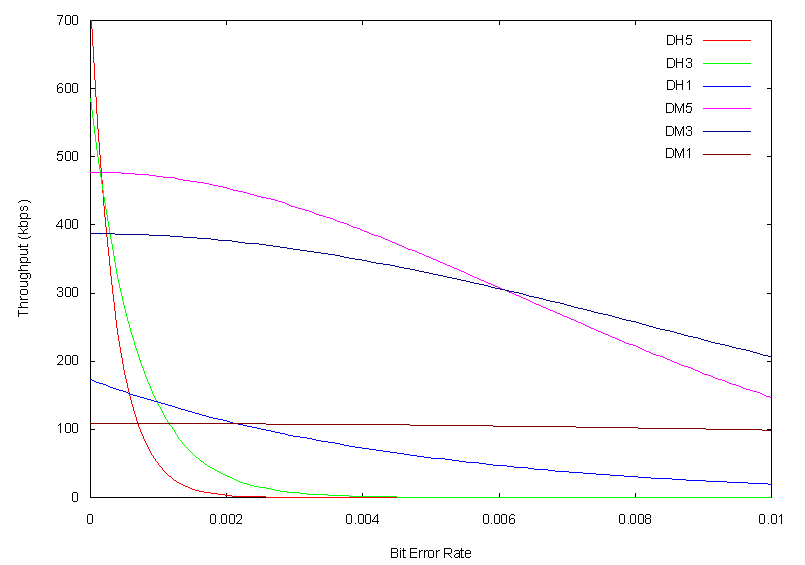 700
600
500
400
300
200
100
0
Throughput (kbps)
DH5
DH3
DH1
DM5
DM3
DM1
0
0.002
0.004
0.006
0.008
0.01
Bit Error Rate